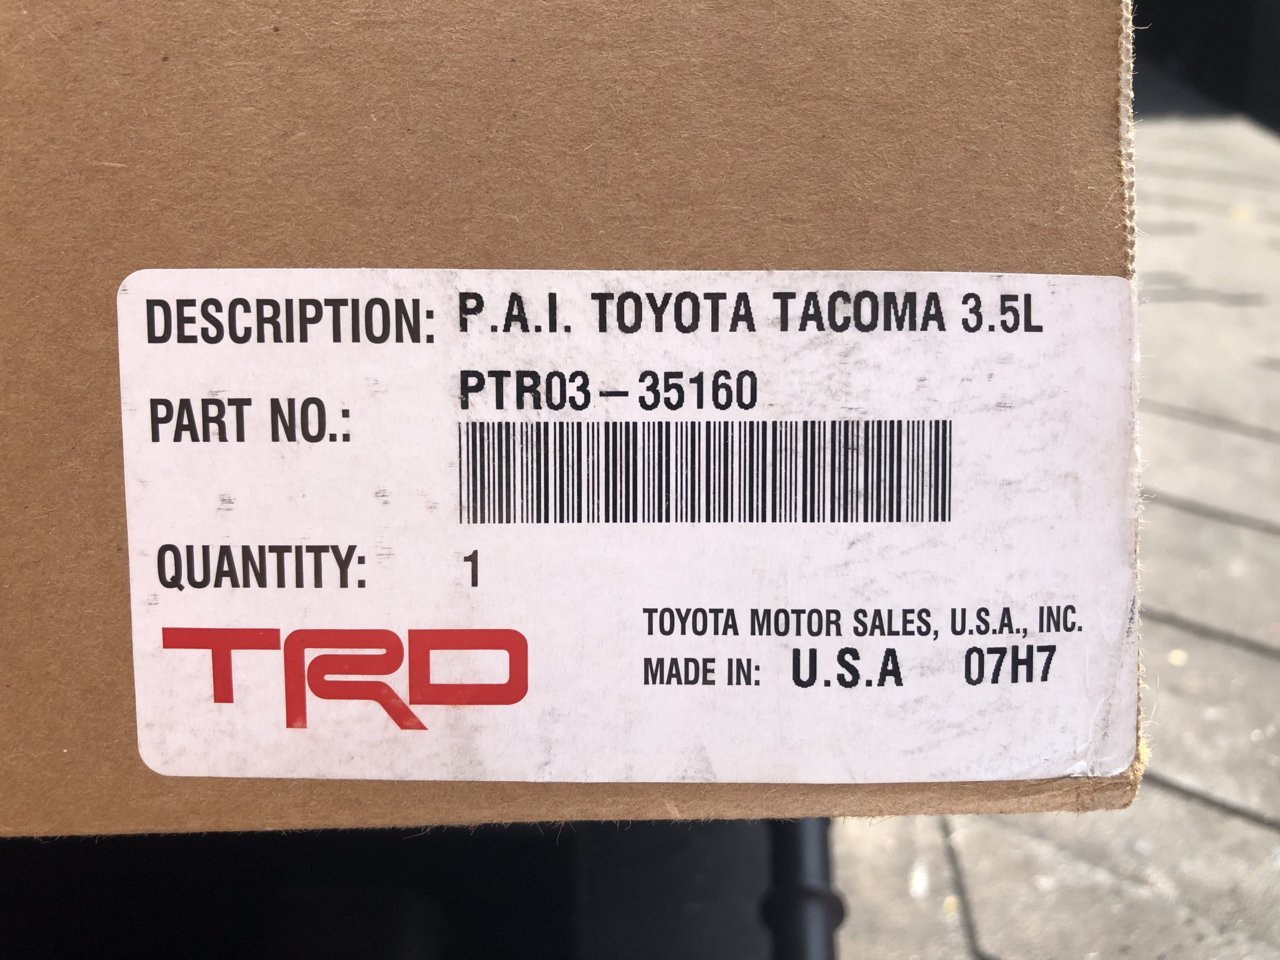 DESCRIPTION: P.A.I. TOYOTA TACOMA 3.5L
PART NO.: PTR03-35160
QUANTITY: 1
TRD
TOYOTA MOTOR SALES, U.S.A., INC.
MADE IN: U.S.A 07H7